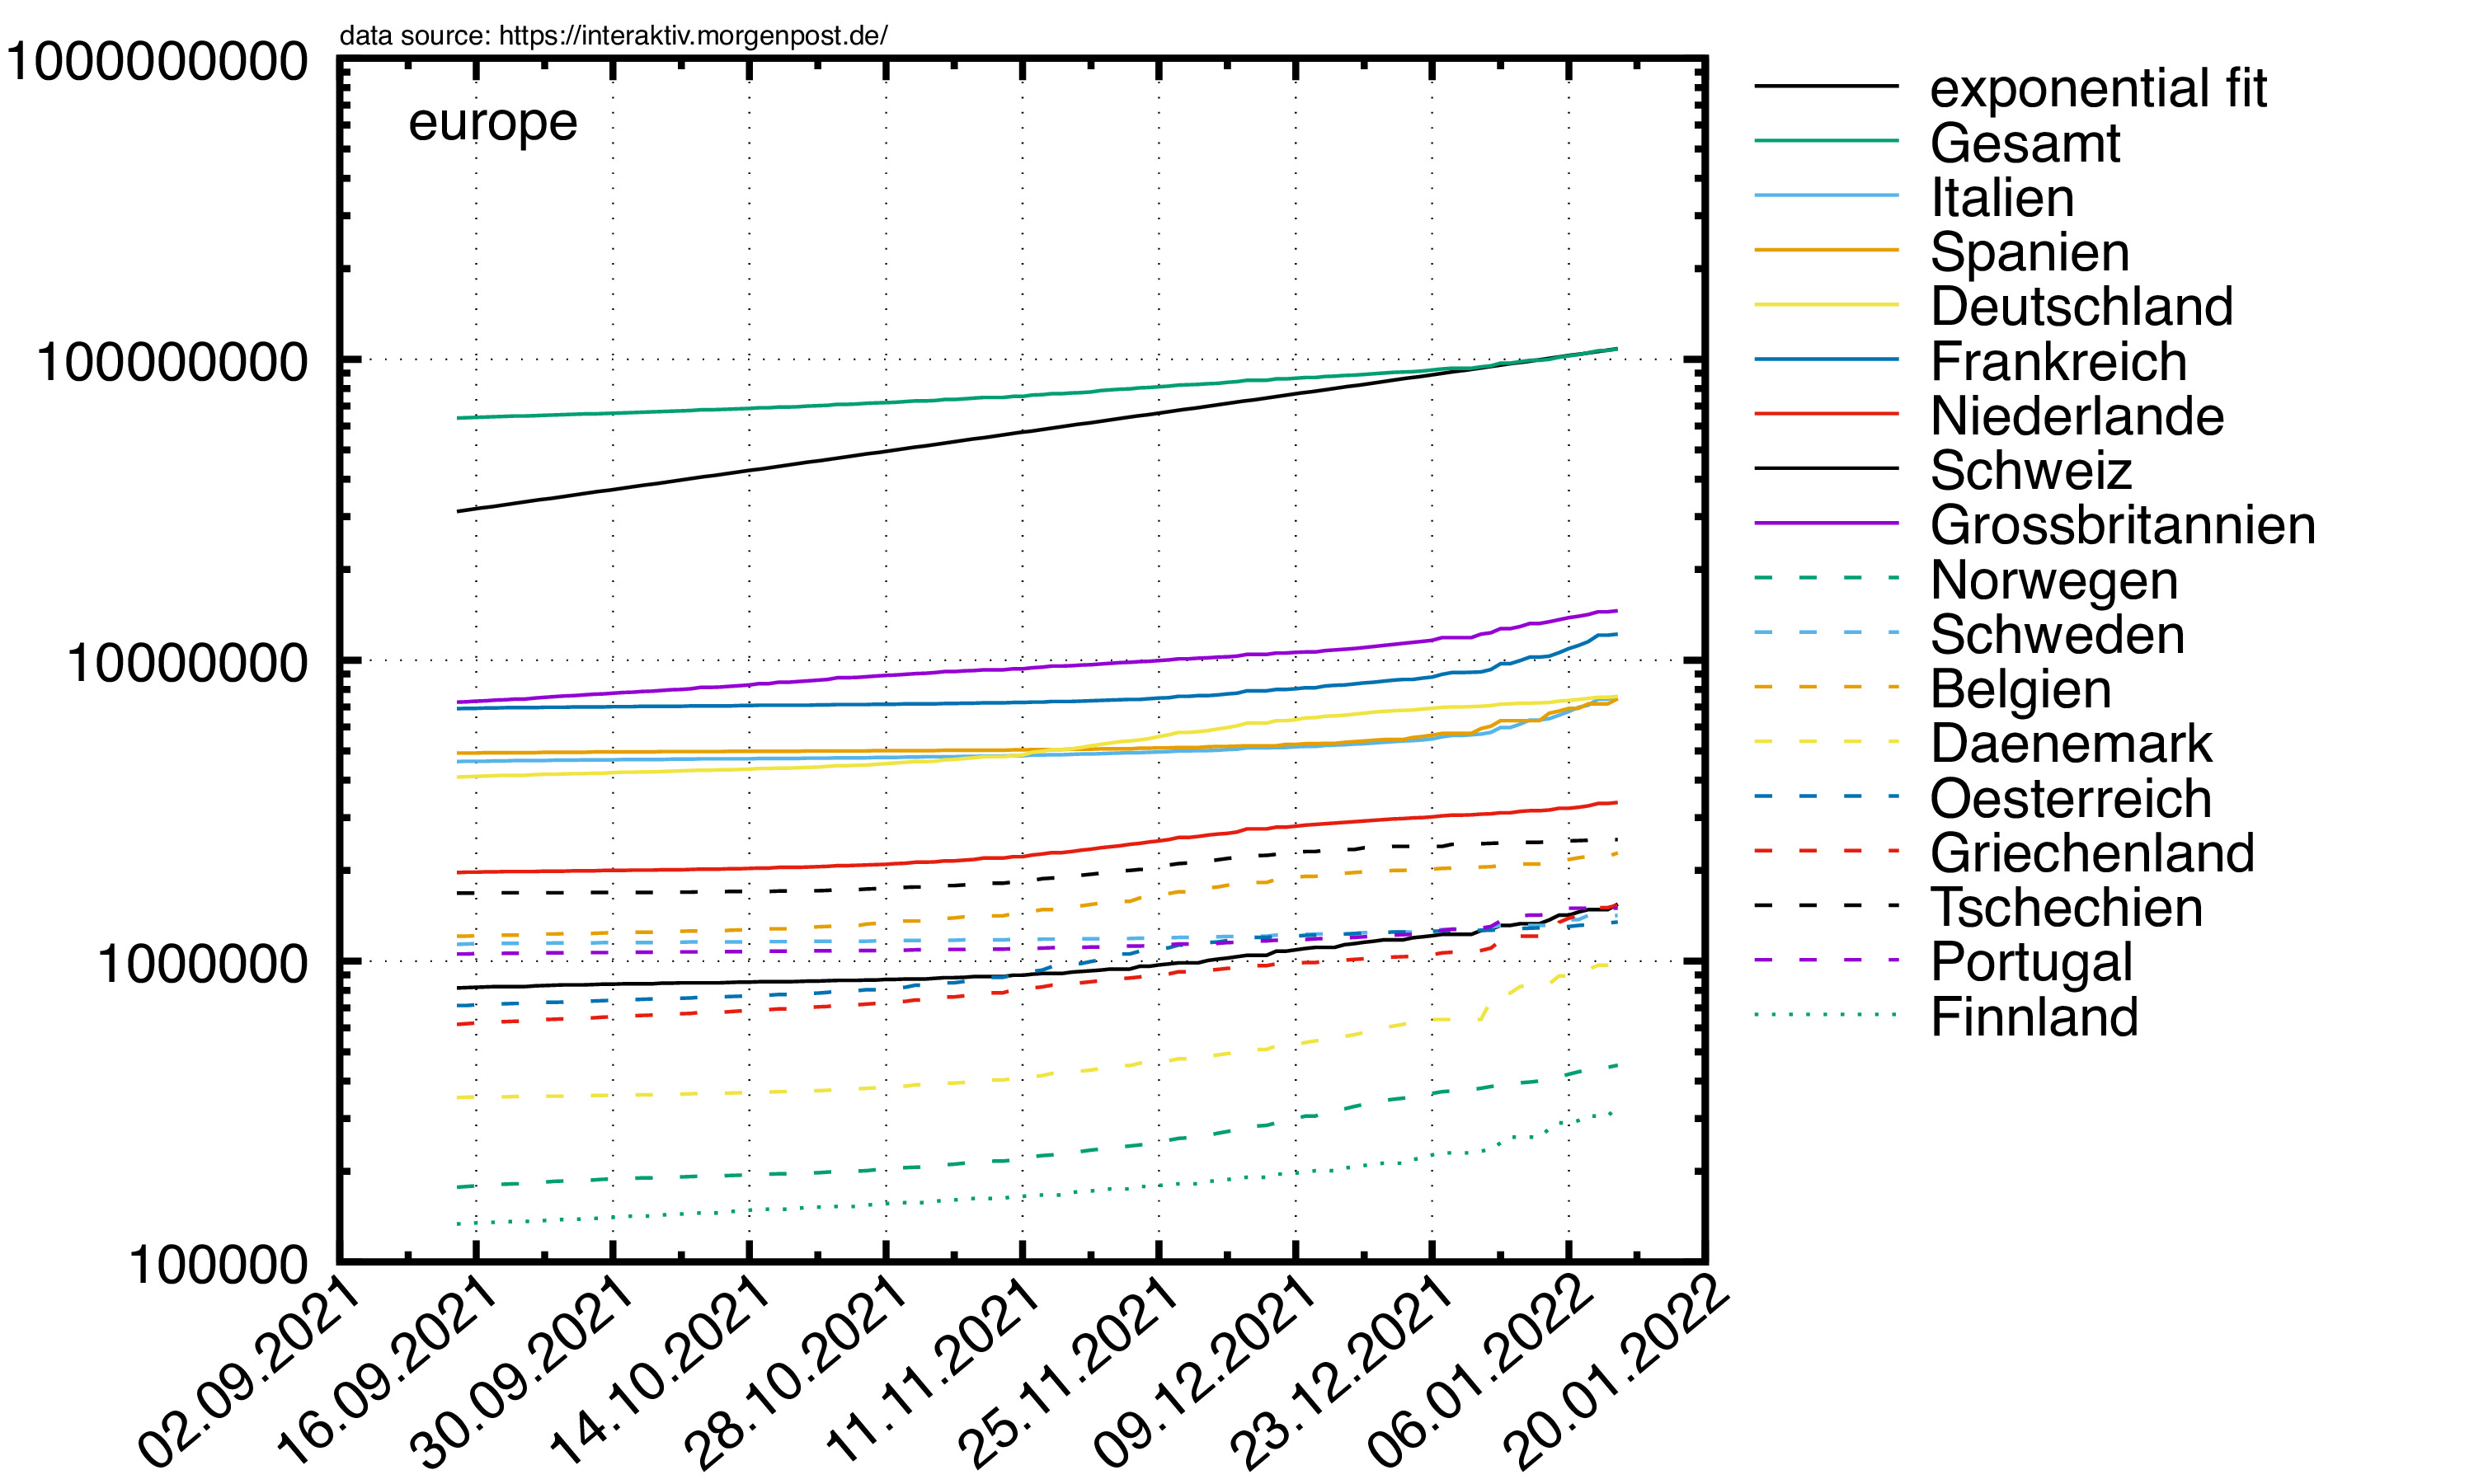 data source: https://interaktiv.morgenpost.de/
europe
1000000000
100000000
10000000
1000000
100000
02.09.2021
16.09.2021
30.09.2021
14.10.2021
28.10.2021
11.11.2021
25.11.2021
09.12.2021
23.12.2021
06.01.2022
20.01.2022
exponential fit
Gesamt
Italien
Spanien
Deutschland
Frankreich
Niederlande
Schweiz
Grossbritannien
Norwegen
Schweden
Belgien
Daenemark
Oesterreich
Griechenland
Tschechien
Portugal
Finnland